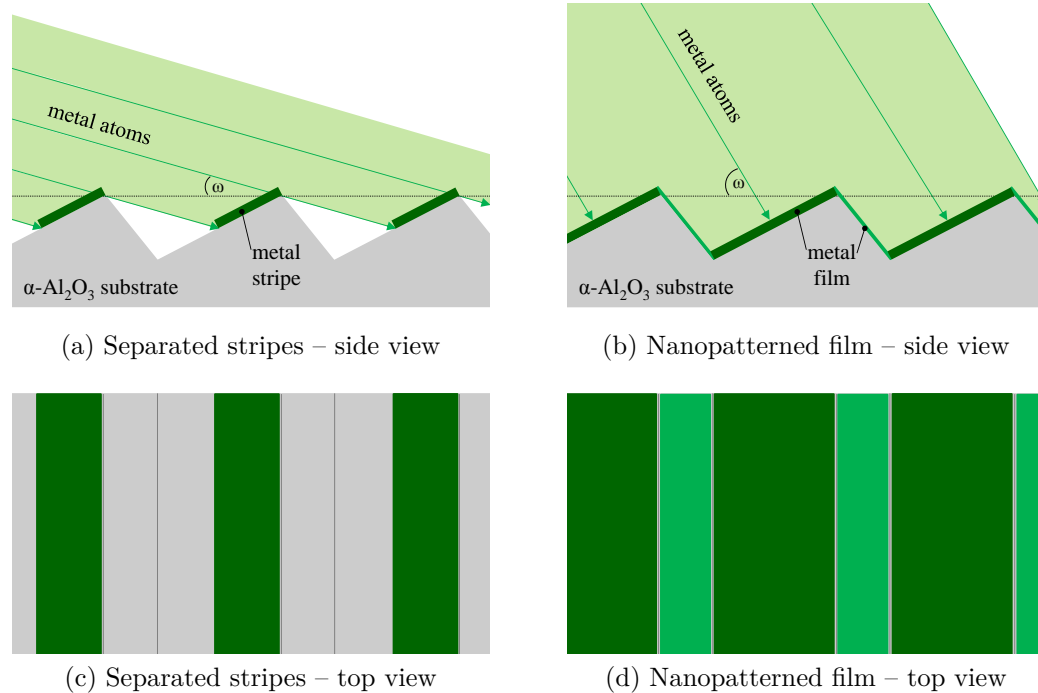 metal atoms
ω
metal
stripe
α-Al₂O₃ substrate
(a) Separated stripes – side view
metal atoms
ω
metal
film
α-Al₂O₃ substrate
(b) Nanopatterned film – side view
(c) Separated stripes – top view
(d) Nanopatterned film – top view